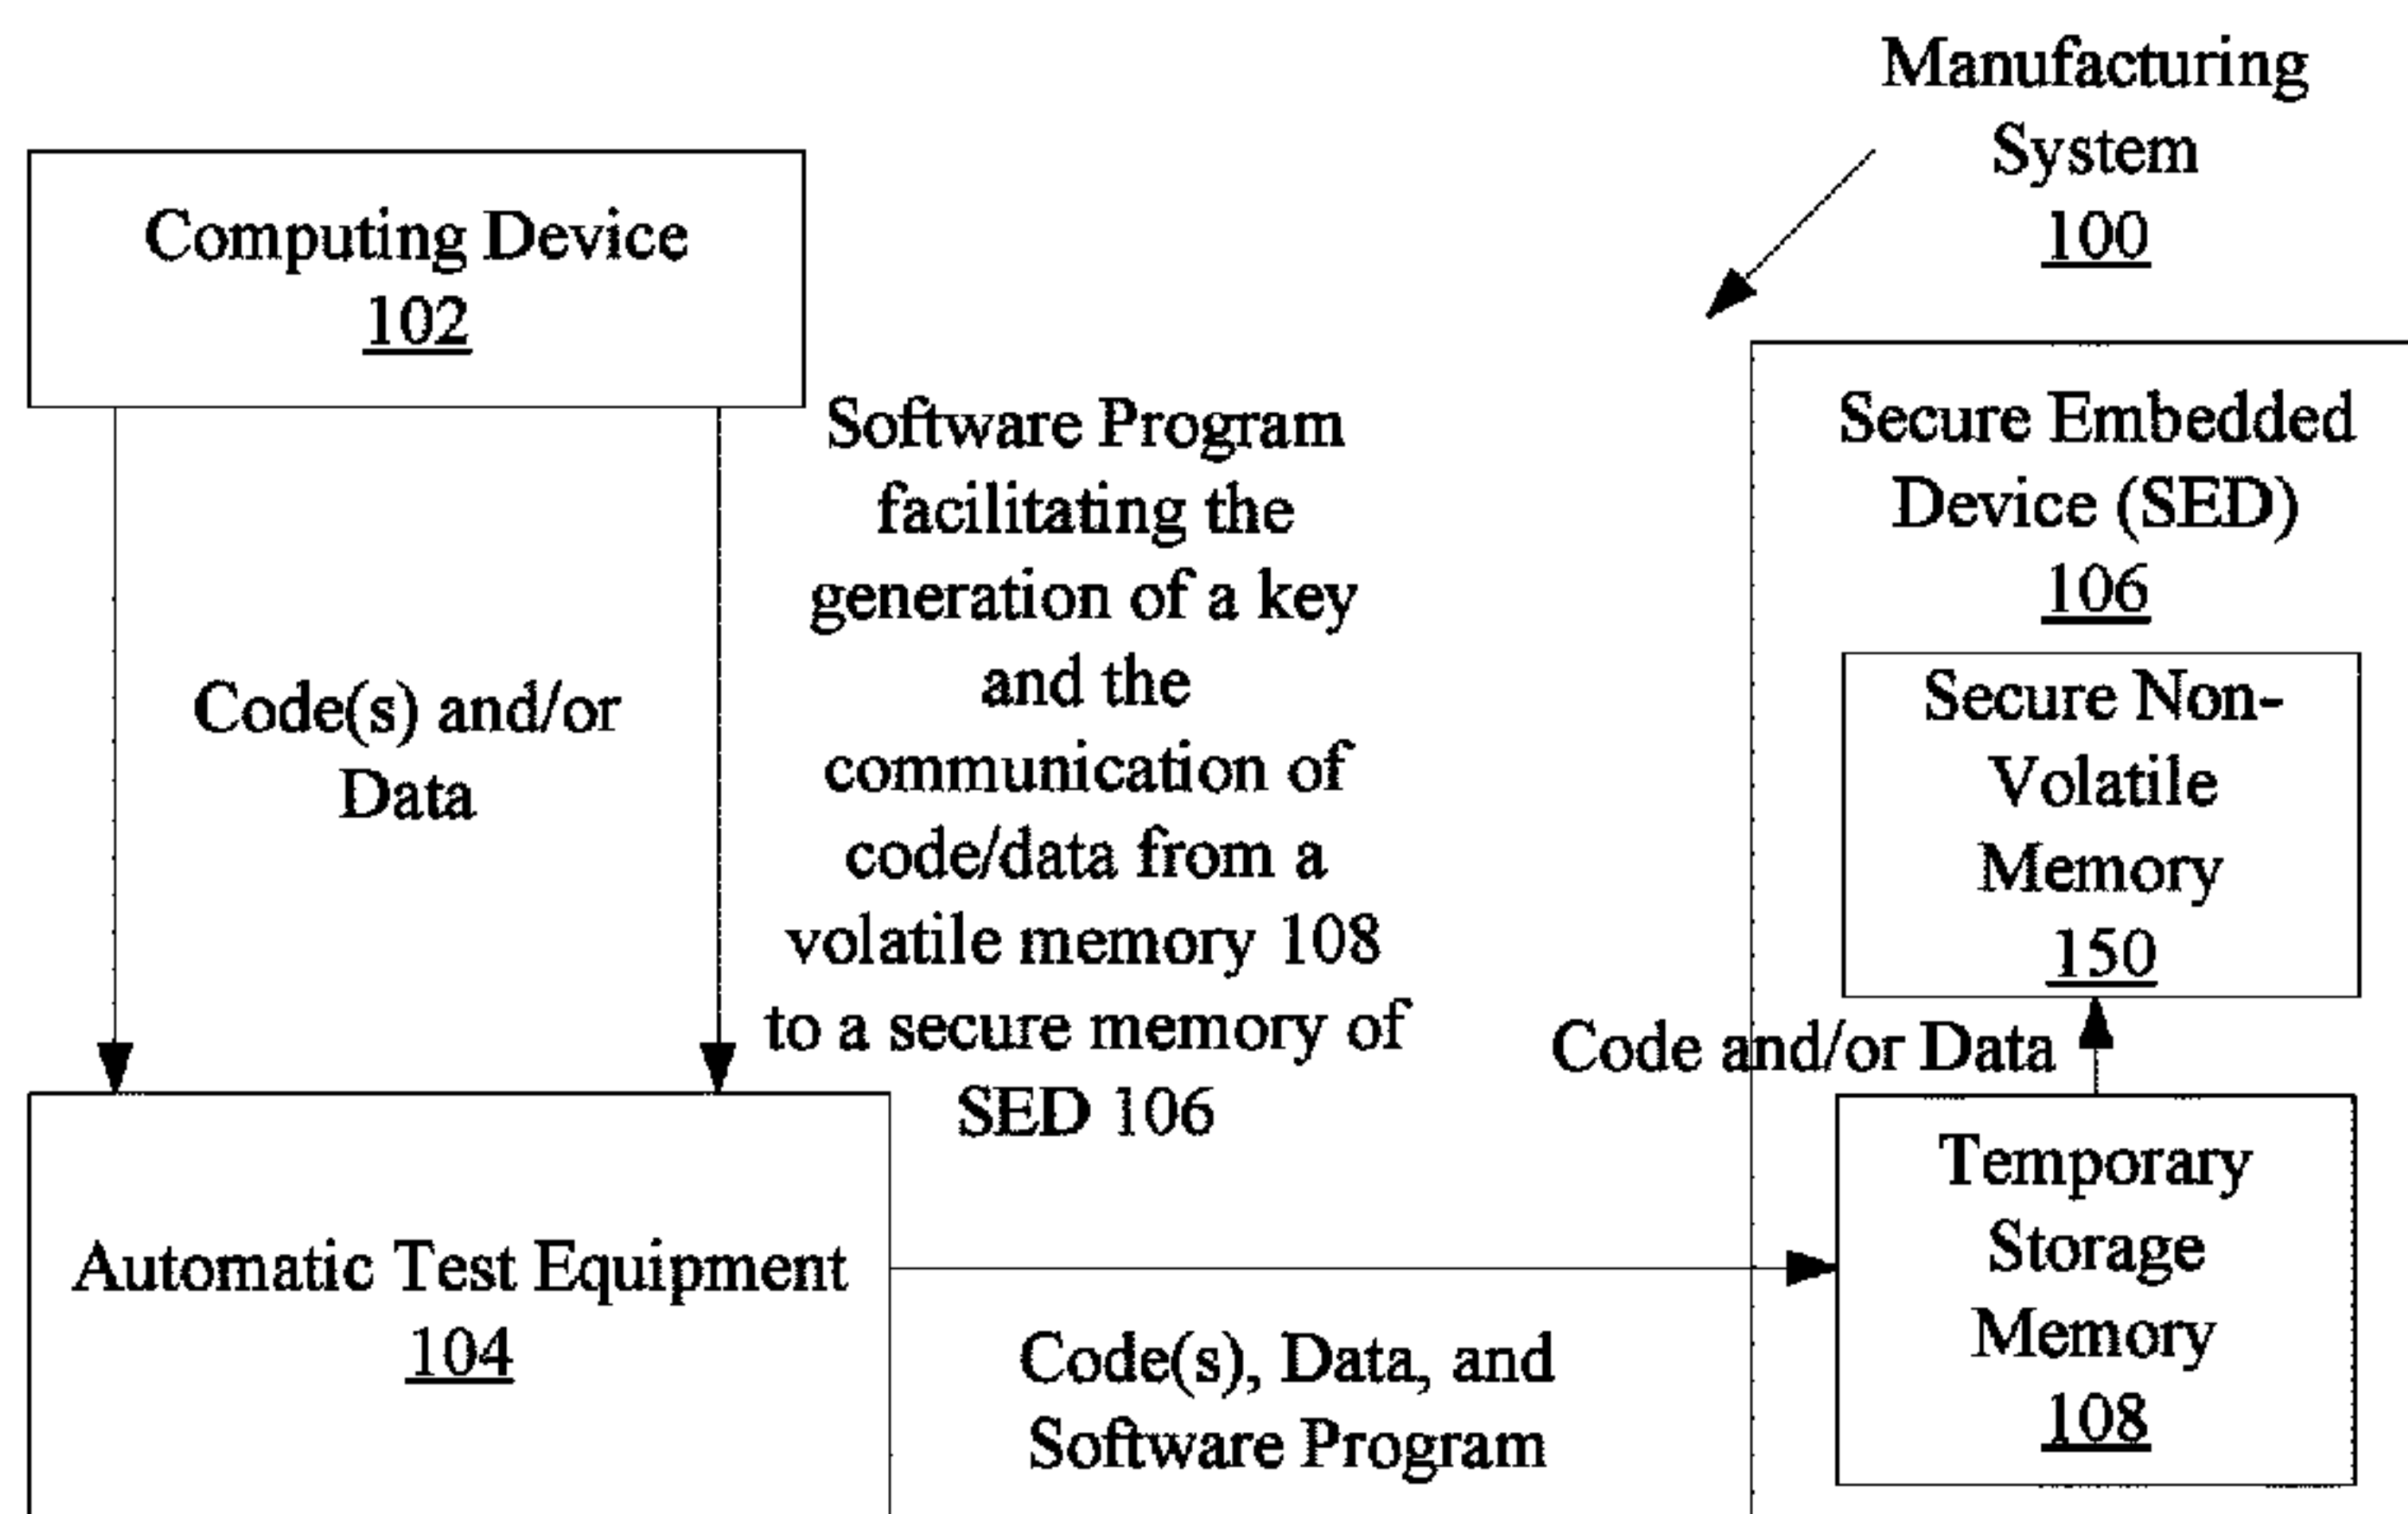 Manufacturing
System
100
Computing Device
102
Software Program
facilitating the
generation of a key
and the
communication of
code/data from a
volatile memory 108
to a secure memory of
SED 106
Code(s) and/or
Data
Secure Embedded
Device (SED)
106
Secure Non-
Volatile
Memory
150
Code and/or Data
Temporary
Storage
Memory
108
Automatic Test Equipment
104
Code(s), Data, and
Software Program